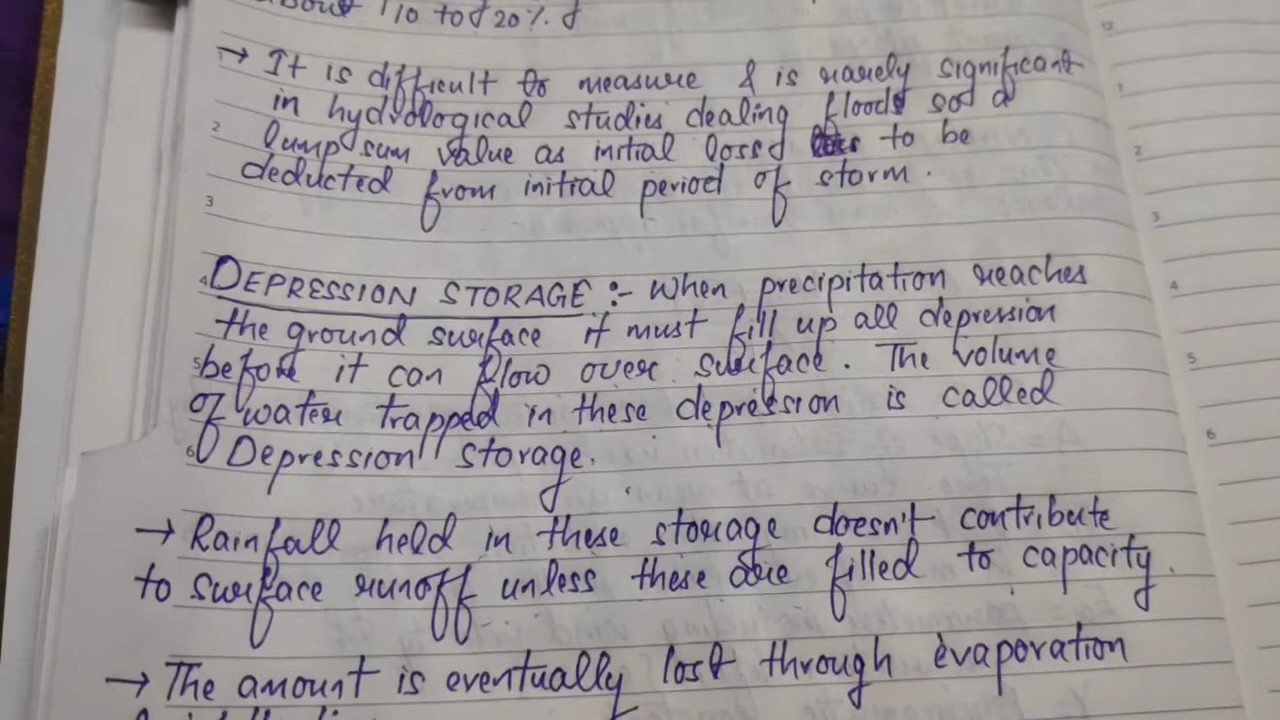 about 10 to 20%.
→ It is difficult to measure & is rarely significant
in hydrological studies dealing floods so a
lump sum value as initial loss to be
deducted from initial period of storm.
DEPRESSION STORAGE :- When precipitation reaches
the ground surface it must fill up all depression
before it can flow over surface. The volume
of water trapped in these depression is called
Depression storage.
→ Rainfall held in these storage doesn't contribute
to surface runoff unless these are filled to capacity.
→ The amount is eventually lost through evaporation